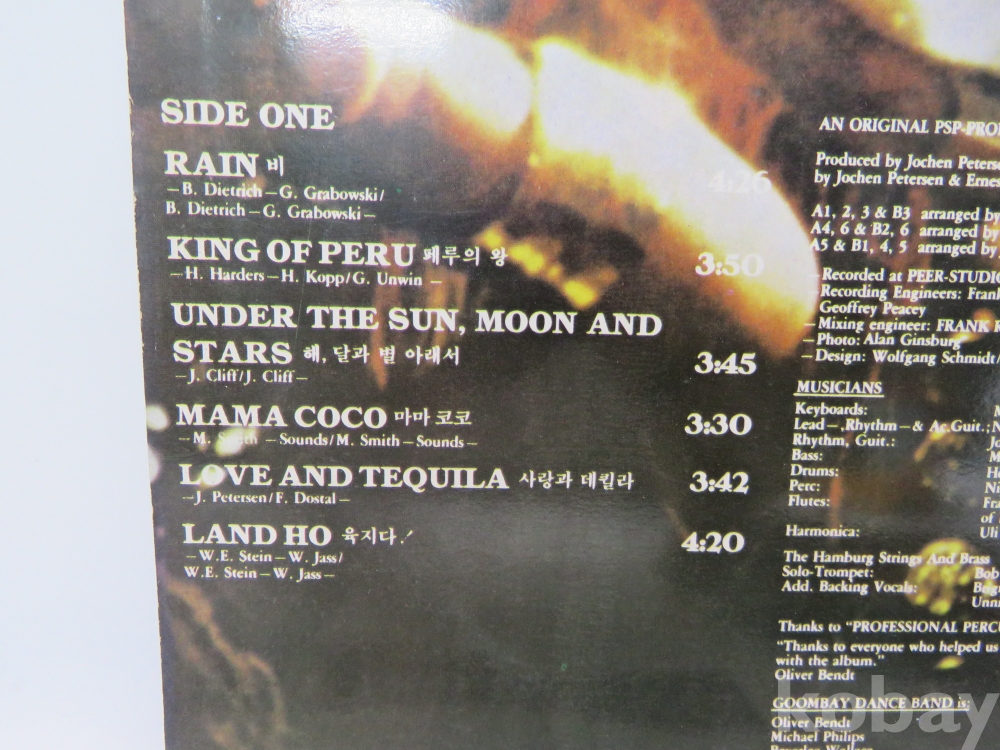 SIDE ONE
RAIN 비 4:26
—B. Dietrich—G. Grabowski/
B. Dietrich—G. Grabowski—
KING OF PERU 페루의 왕 3:50
—H. Harders—H. Kopp/G. Unwin —
UNDER THE SUN, MOON AND
STARS 해, 달과 별 아래서 3:45
—J. Cliff/J. Cliff—
MAMA COCO 마마 코코 3:30
—M. Smith —Sounds/M. Smith—Sounds—
LOVE AND TEQUILA 사랑과 데킬라 3:42
—J. Petersen/F. Dostal—
LAND HO 육지다! 4:20
—W.E. Stein—W. Jass/
W.E. Stein—W. Jass—
AN ORIGINAL
Produced by Jochen
by Jochen Petersen &
A1, 2, 3 & B3 arranged by
A4, 6 & B2, 6 arranged by
A5 & B1, 4, 5 arranged by
—Recorded at
—Recording Engineers:
Geoffrey Peacey
—Mixing engineer: FRANK
—Photo: Alan Ginsburg
—Design: Wolfgang Schmidt/
MUSICIANS
Keyboards:
Lead—,Rhythm—& Ac.Guit.:
Rhythm, Guit.:
Bass:
Drums:
Perc:
Flutes:
of
Harmonica: Uli
The Hamburg Strings And Brass
Solo-Trompet: Bob
Add. Backing Vocals:
Thanks to "PROFESSIONAL
"Thanks to everyone who helped us
with the album."
Oliver Bendt
GOOMBAY DANCE BAND is:
Oliver Bendt
Michael Philips
kobay